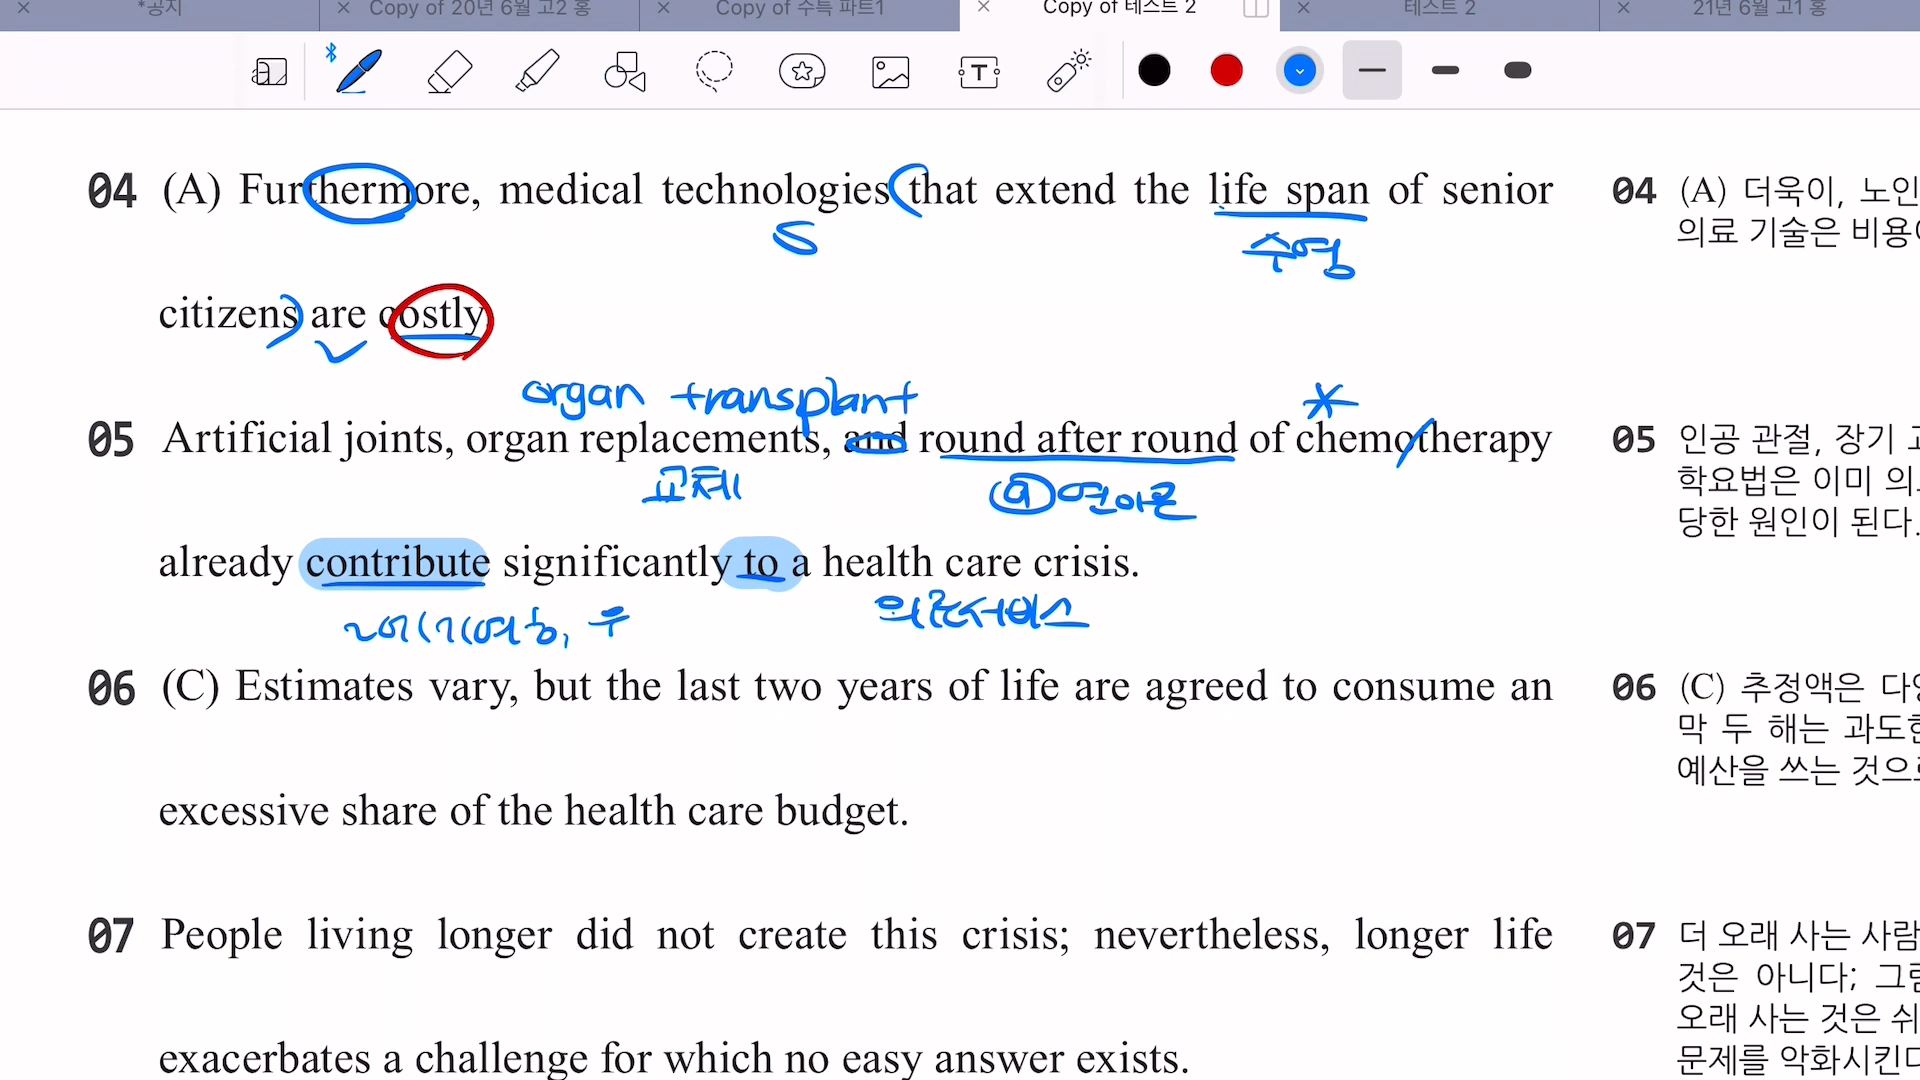 *공지 Copy of 20년 6월 고2 홍 Copy of 수특 파트1 Copy of 테스트 2 테스트 2 21년 6월 고1 홍
04 (A) Furthermore, medical technologies that extend the life span of senior
S 수명
citizens are costly
organ transplant
05 Artificial joints, organ replacements, and round after round of chemotherapy
교체 ⓐ 연이은
already contribute significantly to a health care crisis.
~에 기여하, 주
의료서비스
06 (C) Estimates vary, but the last two years of life are agreed to consume an
excessive share of the health care budget.
07 People living longer did not create this crisis; nevertheless, longer life
exacerbates a challenge for which no easy answer exists.
04 (A) 더욱이, 노인
의료 기술은 비용이
05 인공 관절, 장기 교
학요법은 이미 의
당한 원인이 된다.
06 (C) 추정액은 다양
막 두 해는 과도한
예산을 쓰는 것으로
07 더 오래 사는 사람
것은 아니다; 그
오래 사는 것은 쉬
문제를 악화시킨다